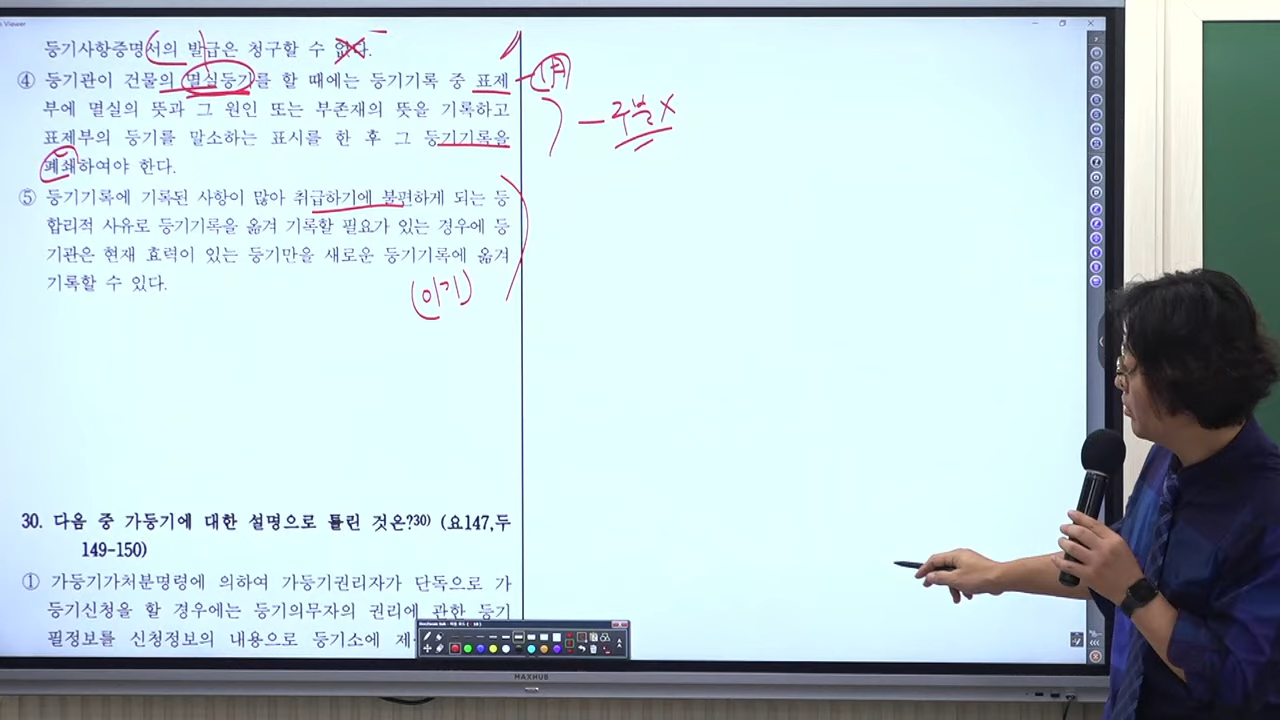 Viewer
등기사항증명서의 발급은 청구할 수 없다.
④ 등기관이 건물의 멸실등기를 할 때에는 등기기록 중 표제
부에 멸실의 뜻과 그 원인 또는 부존재의 뜻을 기록하고
표제부의 등기를 말소하는 표시를 한 후 그 등기기록을
폐쇄하여야 한다.
1月
구분 X
⑤ 등기기록에 기록된 사항이 많아 취급하기에 불편하게 되는 등
합리적 사유로 등기기록을 옮겨 기록할 필요가 있는 경우에 등
기관은 현재 효력이 있는 등기만을 새로운 등기기록에 옮겨
기록할 수 있다.
(이기)
30. 다음 중 가등기에 대한 설명으로 틀린 것은?30) (요147,두
149-150)
① 가등기가처분명령에 의하여 가등기권리자가 단독으로 가
등기신청을 할 경우에는 등기의무자의 권리에 관한 등기
필정보를 신청정보의 내용으로 등기소에 제
MAXHUB